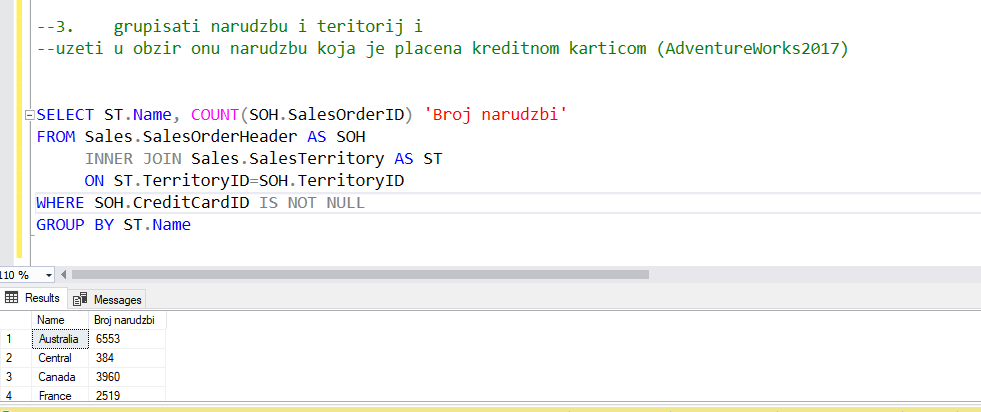 --3. grupisati narudzbu i teritorij i
--uzeti u obzir onu narudzbu koja je placena kreditnom karticom (AdventureWorks2017)
SELECT ST.Name, COUNT(SOH.SalesOrderID) 'Broj narudzbi'
FROM Sales.SalesOrderHeader AS SOH
INNER JOIN Sales.SalesTerritory AS ST
ON ST.TerritoryID=SOH.TerritoryID
WHERE SOH.CreditCardID IS NOT NULL
GROUP BY ST.Name
110 %
Results Messages
Name Broj narudzbi
1 Australia 6553
2 Central 384
3 Canada 3960
4 France 2519